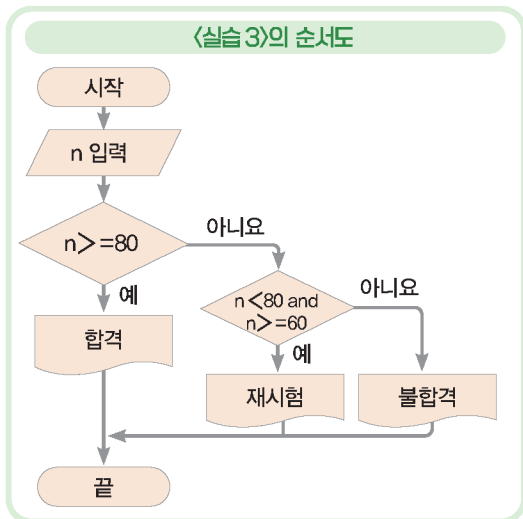 〈실습 3〉의 순서도
시작
n 입력
n>=80
아니요
예
합격
n<80 and
n>=60
아니요
예
재시험
불합격
끝